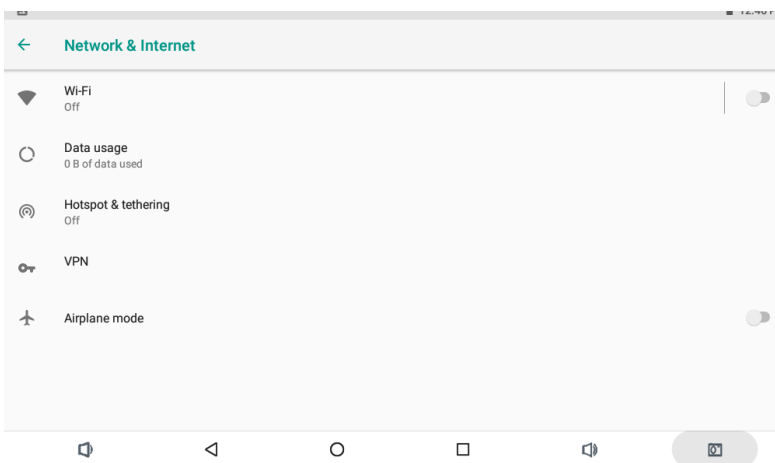 Network & Internet
Wi-Fi
Off
Data usage
0 B of data used
Hotspot & tethering
Off
VPN
Airplane mode